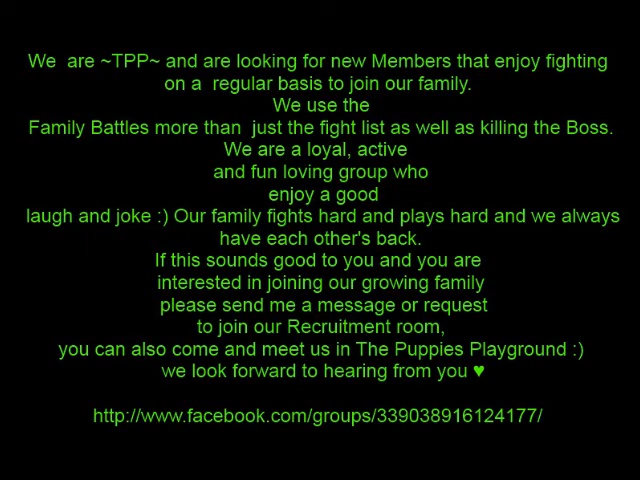 We  are ~TPP~ and are looking for new Members that enjoy fighting
on a  regular basis to join our family.
We use the
Family Battles more than  just the fight list as well as killing the Boss.
We are a loyal, active
and fun loving group who
enjoy a good
laugh and joke :) Our family fights hard and plays hard and we always
have each other's back.
If this sounds good to you and you are
interested in joining our growing family
please send me a message or request
to join our Recruitment room,
you can also come and meet us in The Puppies Playground :)
we look forward to hearing from you ♥
http://www.facebook.com/groups/339038916124177/